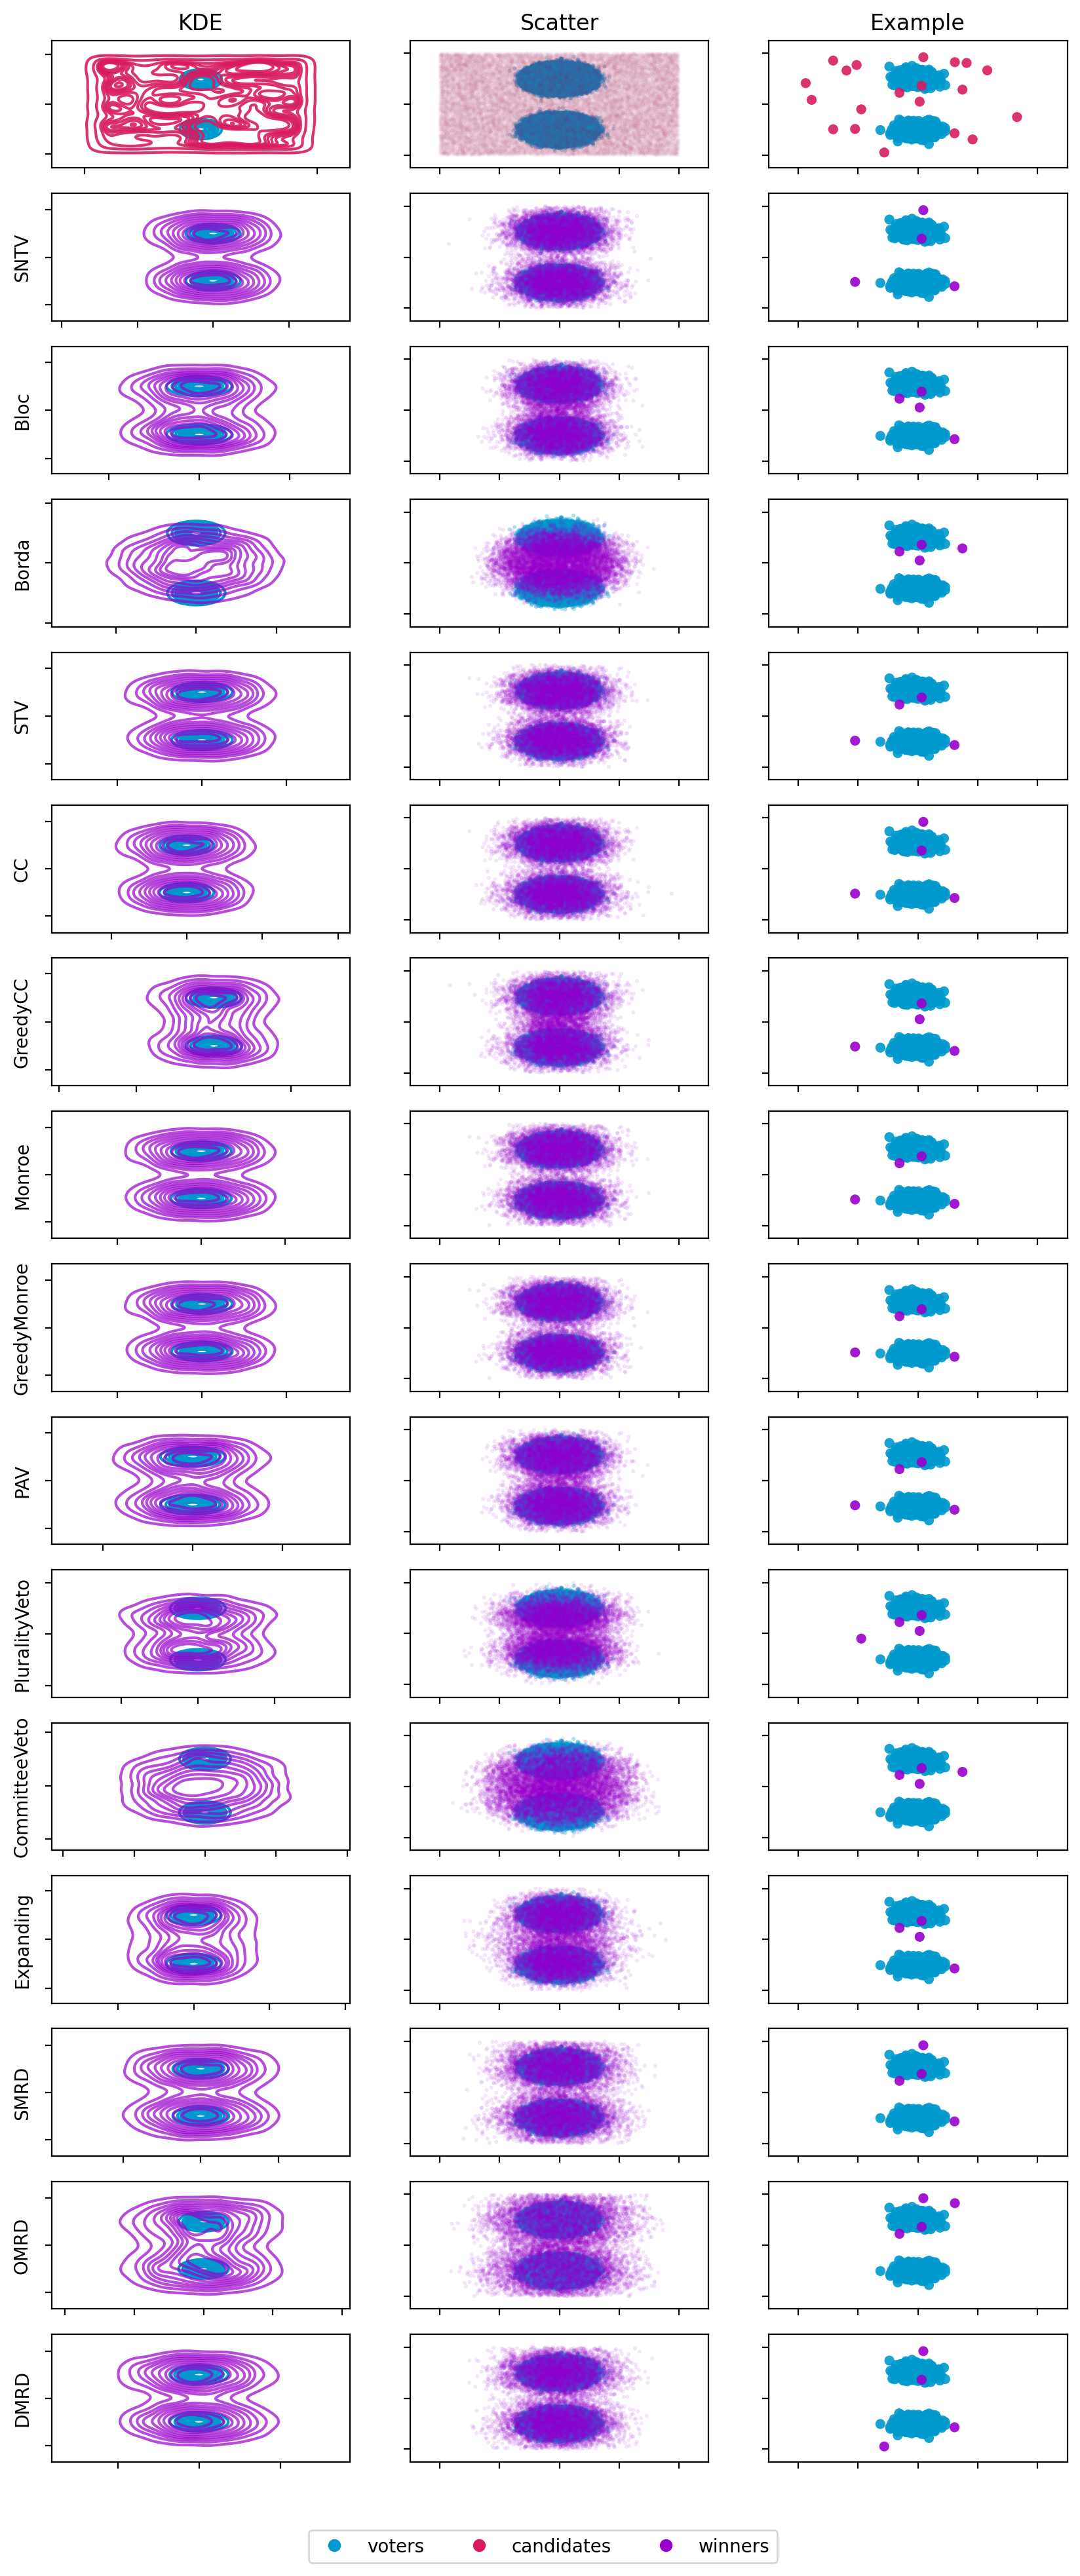 KDE Scatter Example
SNTV
Bloc
Borda
STV
CC
GreedyCC
Monroe
GreedyMonroe
PAV
PluralityVeto
CommitteeVeto
Expanding
SMRD
OMRD
DMRD
voters candidates winners